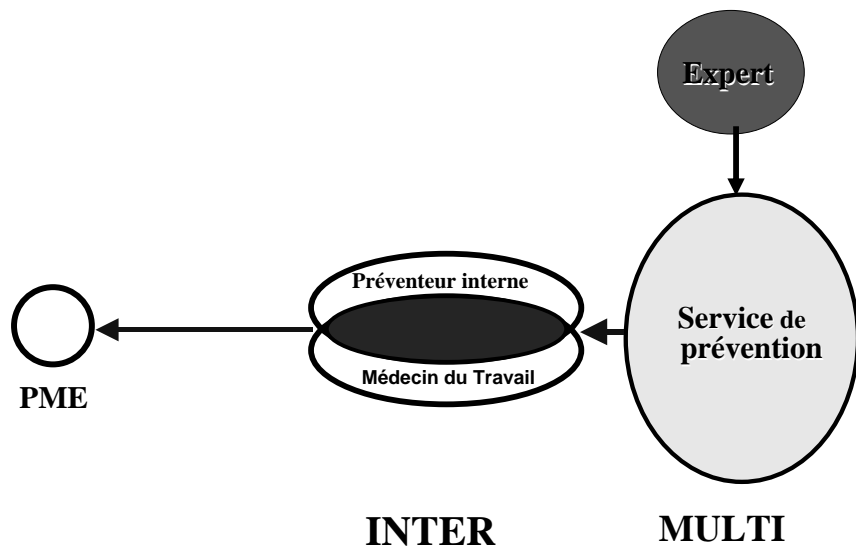 Expert
Préventeur interne
Service de
prévention
Médecin du Travail
PME
INTER
MULTI